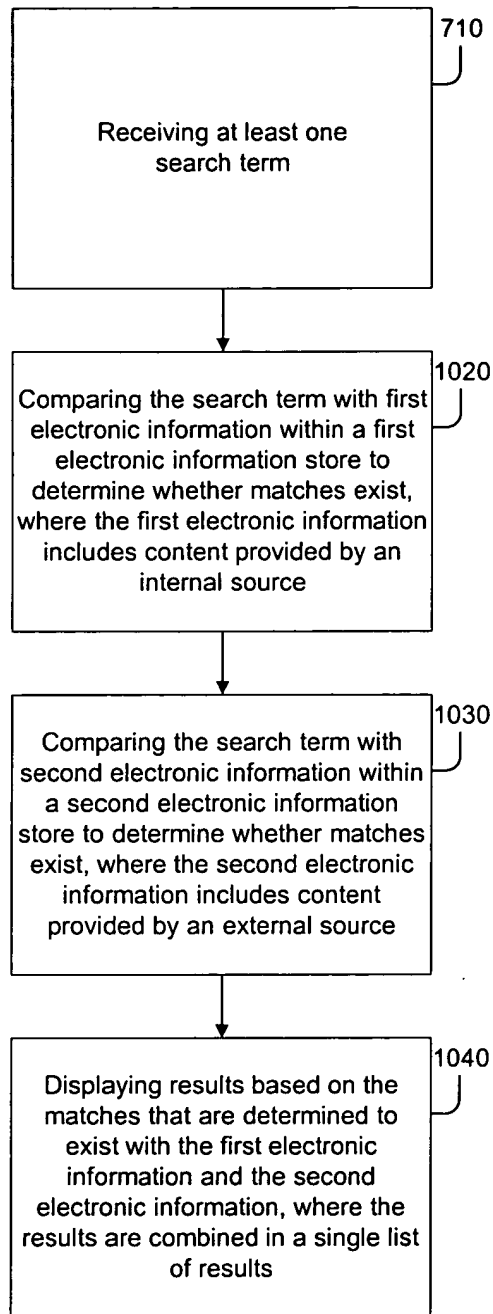 710
Receiving at least one
search term
1020
Comparing the search term with first
electronic information within a first
electronic information store to
determine whether matches exist,
where the first electronic information
includes content provided by an
internal source
1030
Comparing the search term with
second electronic information within
a second electronic information
store to determine whether matches
exist, where the second electronic
information includes content
provided by an external source
1040
Displaying results based on the
matches that are determined to
exist with the first electronic
information and the second
electronic information, where the
results are combined in a single list
of results